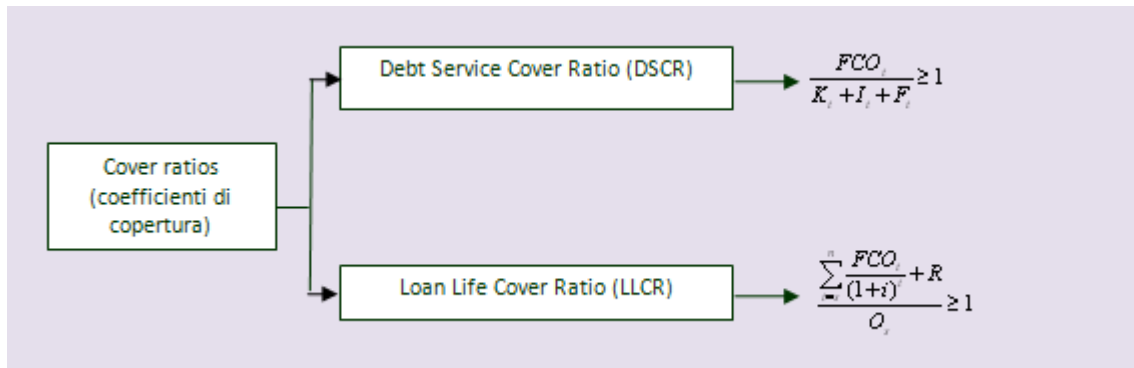 Debt Service Cover Ratio (DSCR)
FCO_t / (K_t + I_t + F_t) ≥ 1
Cover ratios
(coefficienti di
copertura)
Loan Life Cover Ratio (LLCR)
(∑ FCO_t / (1+i)^t + R) / O_s ≥ 1